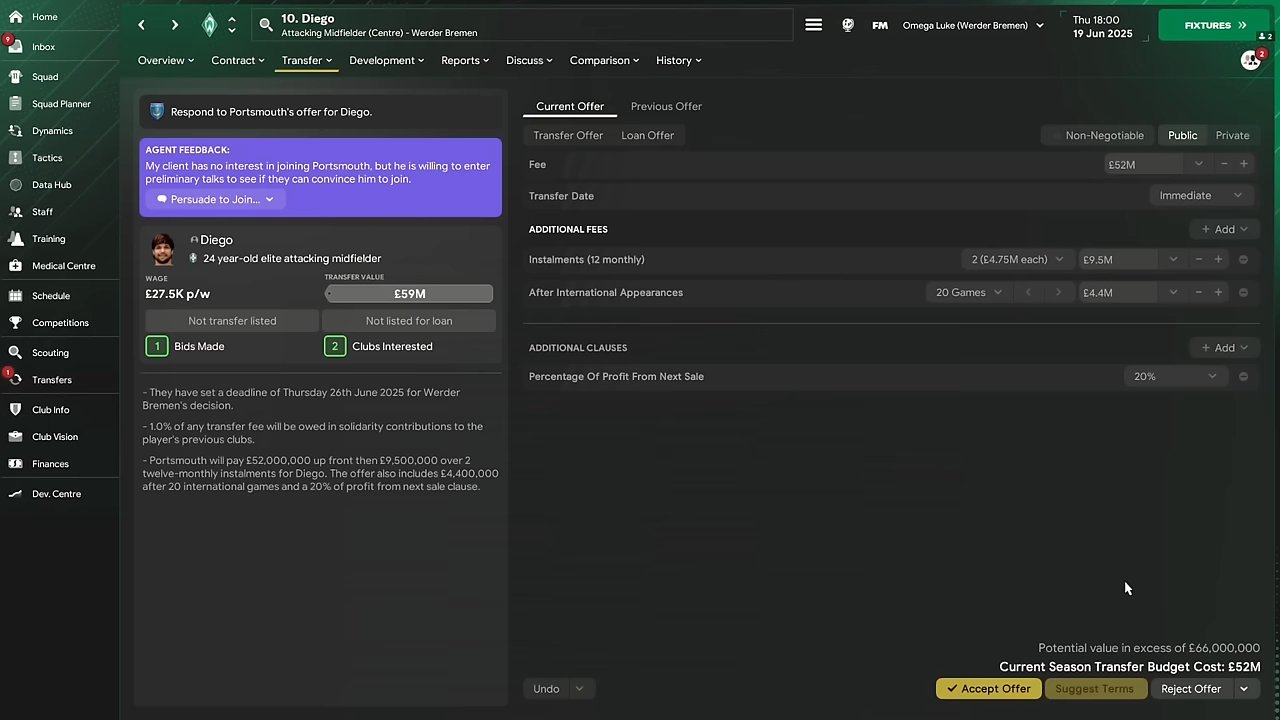 Home
9
Inbox
Squad
Squad Planner
Dynamics
Tactics
Data Hub
Staff
Training
Medical Centre
Schedule
Competitions
Scouting
1
Transfers
Club Info
Club Vision
Finances
Dev. Centre
10. Diego
Attacking Midfielder (Centre) - Werder Bremen
FM
Omega Luke (Werder Bremen)
Thu 18:00
19 Jun 2025
FIXTURES
2
Overview
Contract
Transfer
Development
Reports
Discuss
Comparison
History
2
Respond to Portsmouth's offer for Diego.
AGENT FEEDBACK:
My client has no interest in joining Portsmouth, but he is willing to enter
preliminary talks to see if they can convince him to join.
Persuade to Join...
Diego
24 year-old elite attacking midfielder
WAGE
TRANSFER VALUE
£27.5K p/w
£59M
Not transfer listed
Not listed for loan
1 Bids Made
2 Clubs Interested
- They have set a deadline of Thursday 26th June 2025 for Werder
Bremen's decision.
- 1.0% of any transfer fee will be owed in solidarity contributions to the
player's previous clubs.
- Portsmouth will pay £52,000,000 up front then £9,500,000 over 2
twelve-monthly instalments for Diego. The offer also includes £4,400,000
after 20 international games and a 20% of profit from next sale clause.
Current Offer
Previous Offer
Transfer Offer
Loan Offer
Non-Negotiable
Public
Private
Fee
£52M
Transfer Date
Immediate
ADDITIONAL FEES
+ Add
Instalments (12 monthly)
2 (£4.75M each)
£9.5M
After International Appearances
20 Games
£4.4M
ADDITIONAL CLAUSES
+ Add
Percentage Of Profit From Next Sale
20%
Potential value in excess of £66,000,000
Current Season Transfer Budget Cost: £52M
Undo
Accept Offer
Suggest Terms
Reject Offer